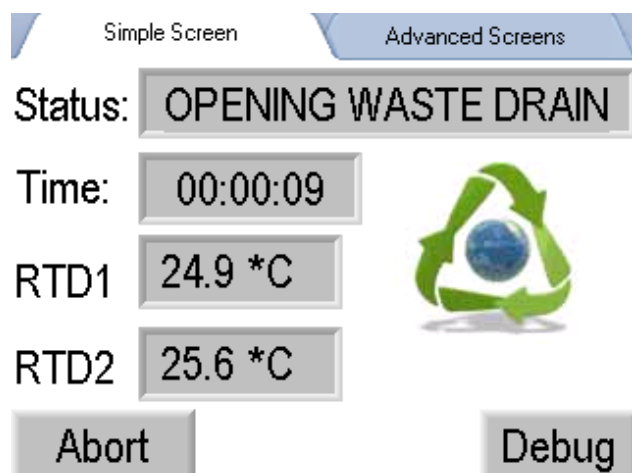 Simple Screen Advanced Screens
Status: OPENING WASTE DRAIN
Time: 00:00:09
RTD1 24.9 *C
RTD2 25.6 *C
Abort Debug